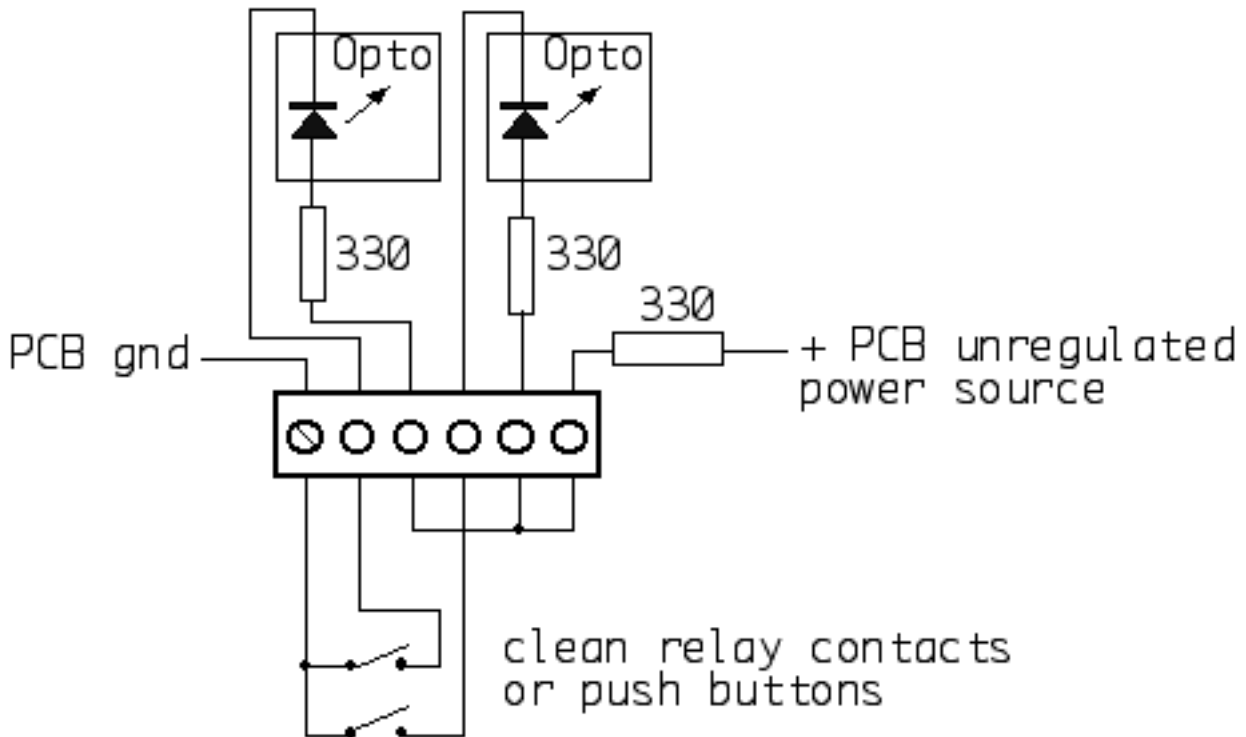 Opto
Opto
330
330
330
PCB gnd
+ PCB unregulated
power source
clean relay contacts
or push buttons